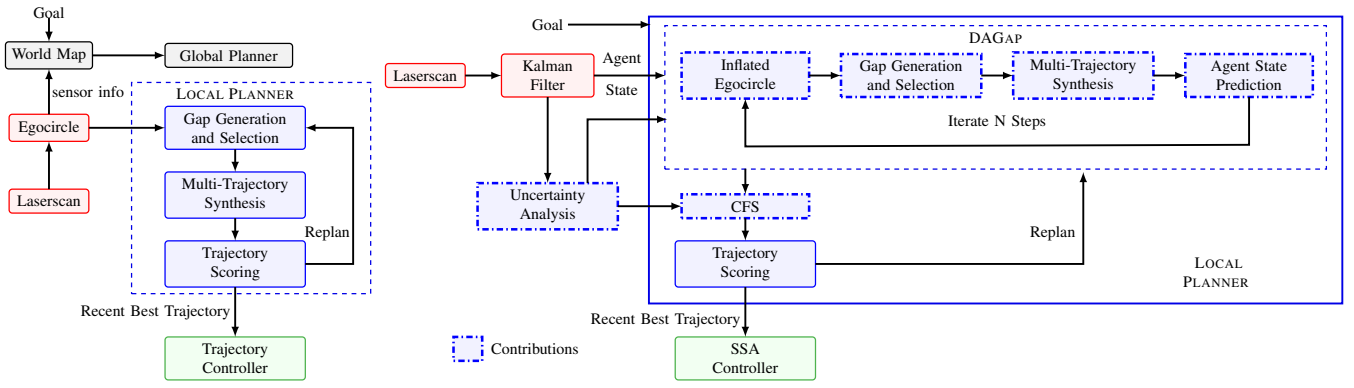 Goal
World Map
Global Planner
sensor info
LOCAL PLANNER
Egocircle
Gap Generation
and Selection
Laserscan
Multi-Trajectory
Synthesis
Replan
Trajectory
Scoring
Recent Best Trajectory
Trajectory
Controller
Goal
DAGAP
Laserscan
Kalman
Filter
Agent
State
Inflated
Egocircle
Gap Generation
and Selection
Multi-Trajectory
Synthesis
Agent State
Prediction
Iterate N Steps
Uncertainty
Analysis
CFS
Replan
Trajectory
Scoring
LOCAL
PLANNER
Recent Best Trajectory
Contributions
SSA
Controller